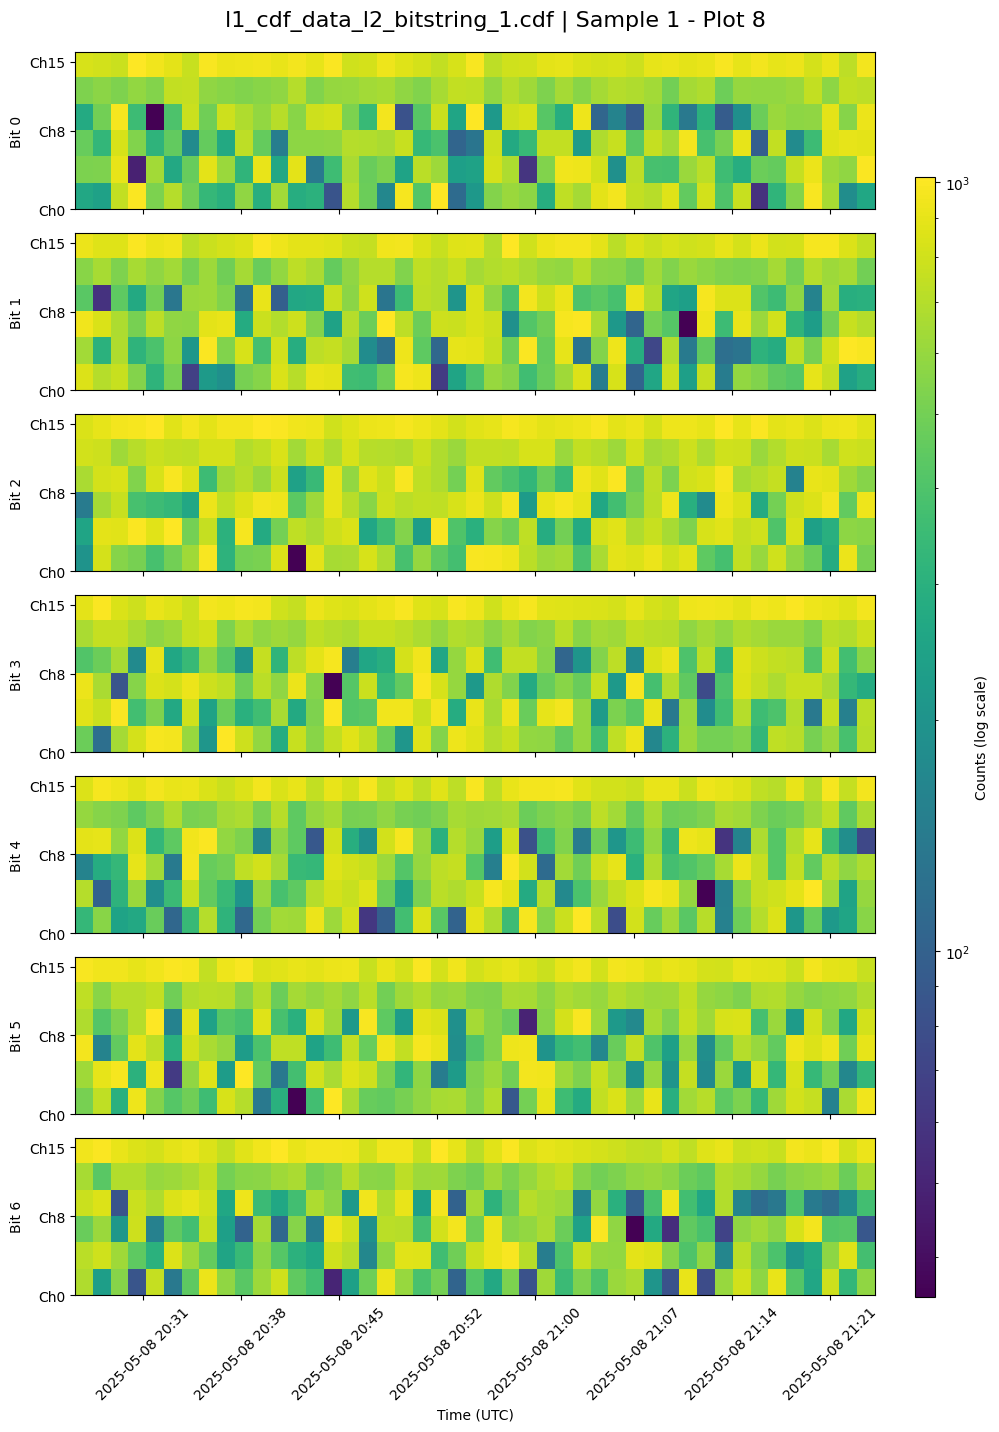 l1_cdf_data_l2_bitstring_1.cdf | Sample 1 - Plot 8
Ch15
Ch8
Ch0
Bit 0
Ch15
Ch8
Ch0
Bit 1
Ch15
Ch8
Ch0
Bit 2
Ch15
Ch8
Ch0
Bit 3
Ch15
Ch8
Ch0
Bit 4
Ch15
Ch8
Ch0
Bit 5
Ch15
Ch8
Ch0
Bit 6
2025-05-08 20:31
2025-05-08 20:38
2025-05-08 20:45
2025-05-08 20:52
2025-05-08 21:00
2025-05-08 21:07
2025-05-08 21:14
2025-05-08 21:21
Time (UTC)
10³
10²
Counts (log scale)